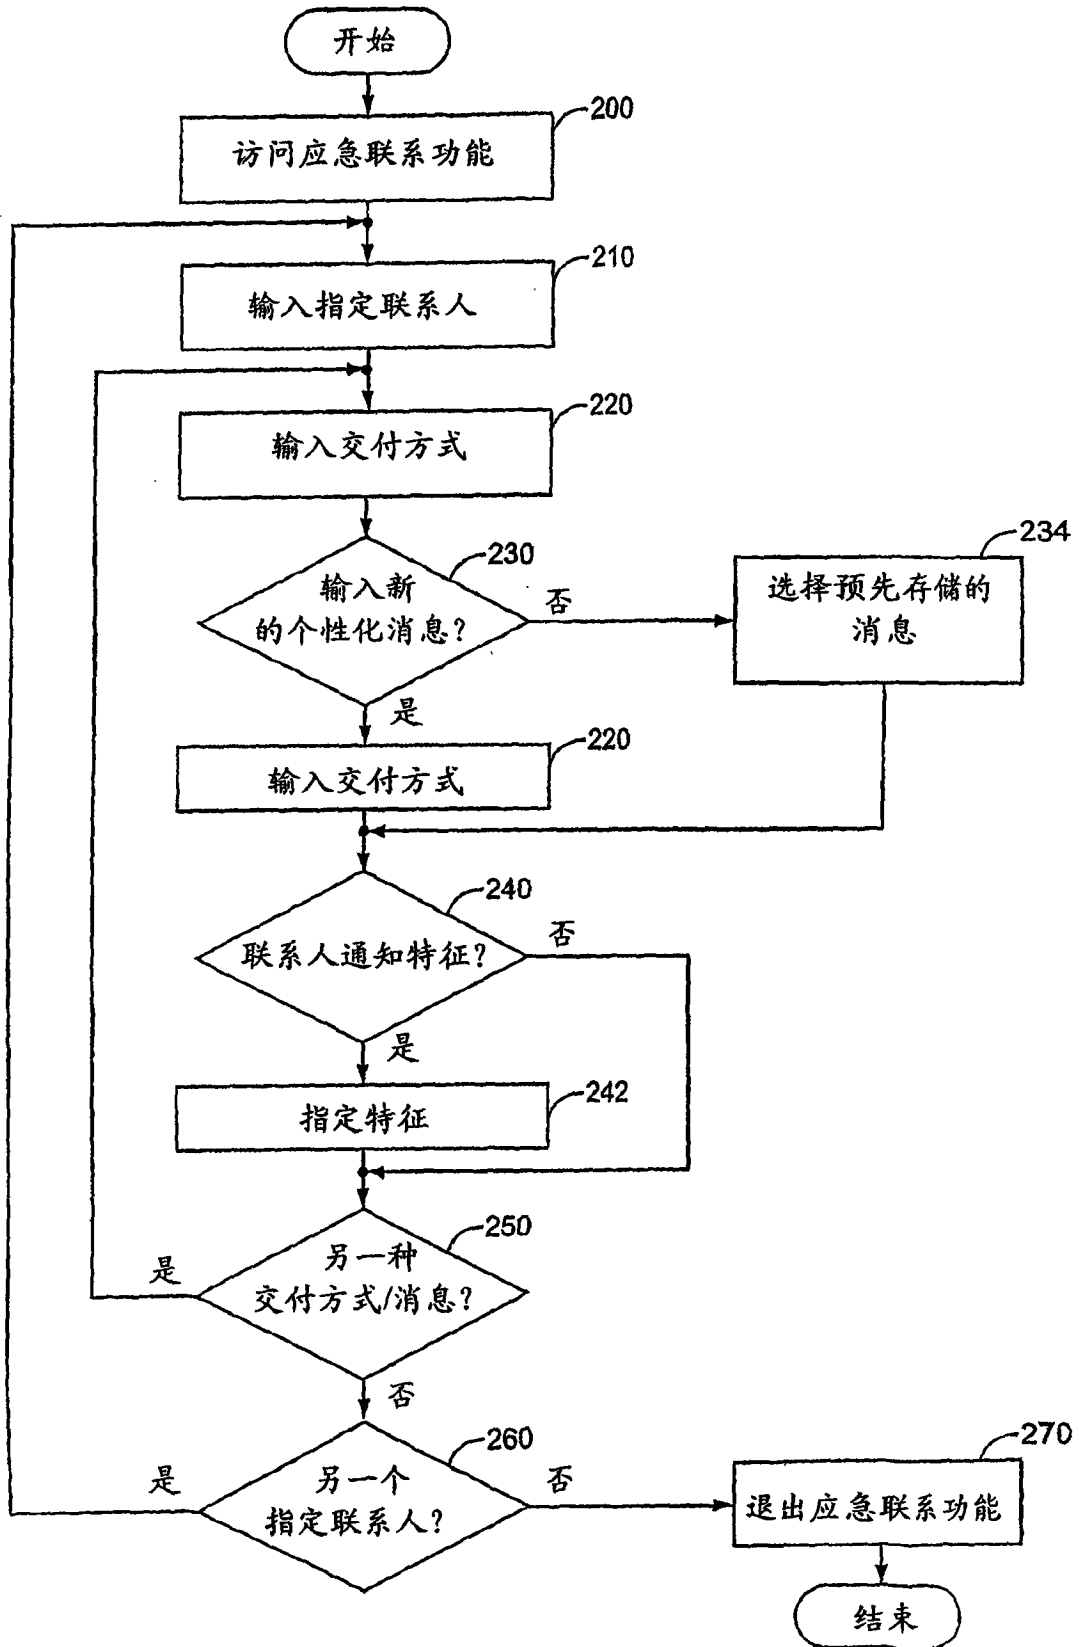 开始
200
访问应急联系功能
210
输入指定联系人
220
输入交付方式
230
输入新
的个性化消息?
否
234
选择预先存储的
消息
是
220
输入交付方式
240
联系人通知特征?
否
是
242
指定特征
250
另一种
交付方式/消息?
是
否
260
另一个
指定联系人?
是
否
270
退出应急联系功能
结束